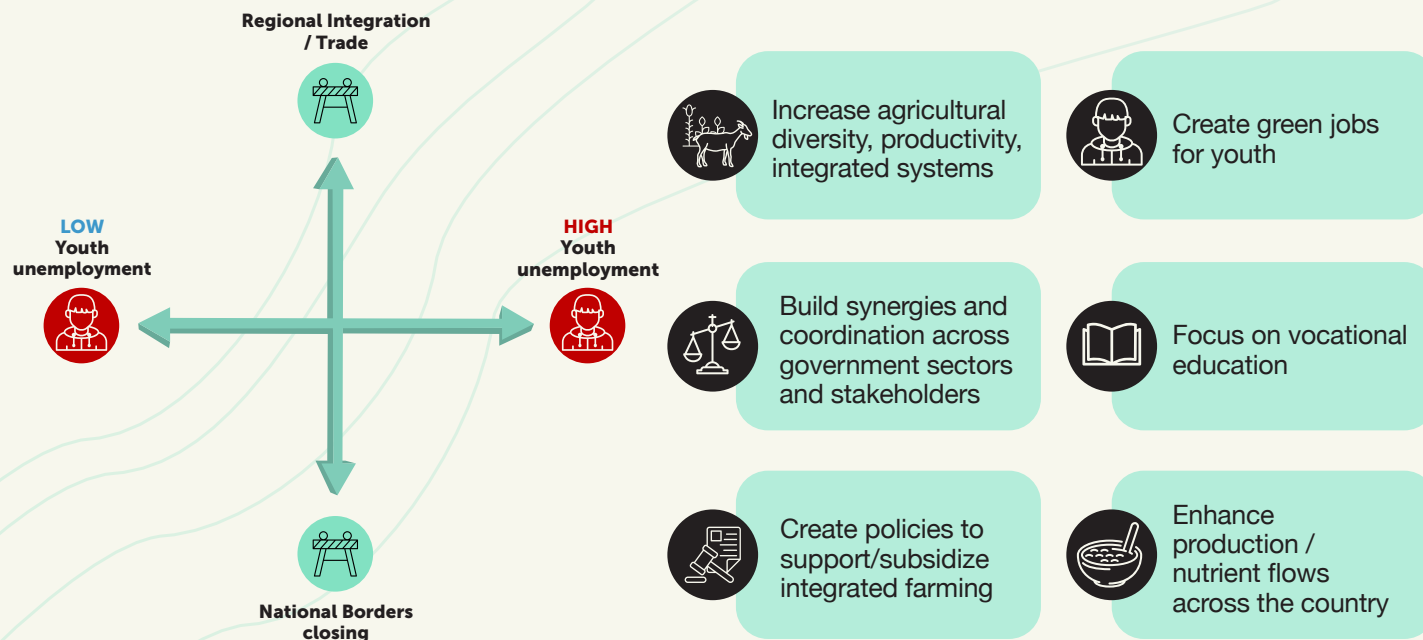 Regional Integration
/ Trade
LOW
Youth
unemployment
HIGH
Youth
unemployment
National Borders
closing
Increase agricultural
diversity, productivity,
integrated systems
Create green jobs
for youth
Build synergies and
coordination across
government sectors
and stakeholders
Focus on vocational
education
Create policies to
support/subsidize
integrated farming
Enhance
production /
nutrient flows
across the country